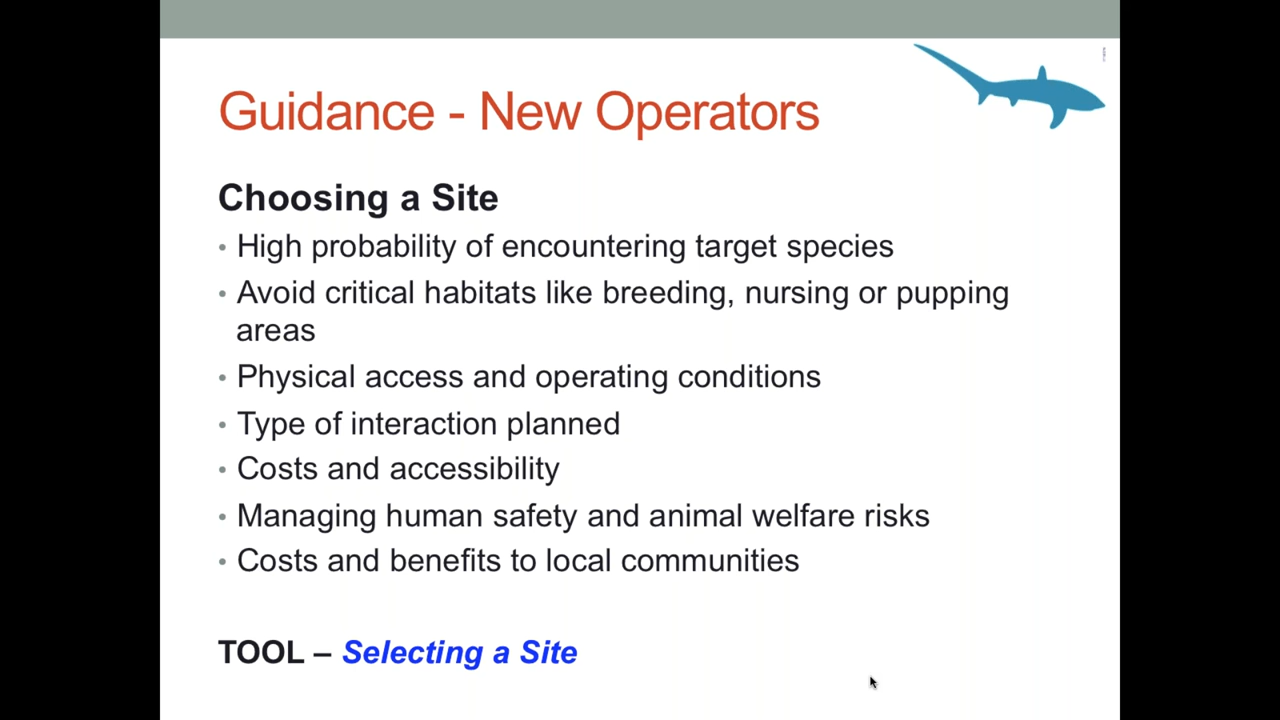 Guidance - New Operators
Choosing a Site
• High probability of encountering target species
• Avoid critical habitats like breeding, nursing or pupping
areas
• Physical access and operating conditions
• Type of interaction planned
• Costs and accessibility
• Managing human safety and animal welfare risks
• Costs and benefits to local communities
TOOL – Selecting a Site